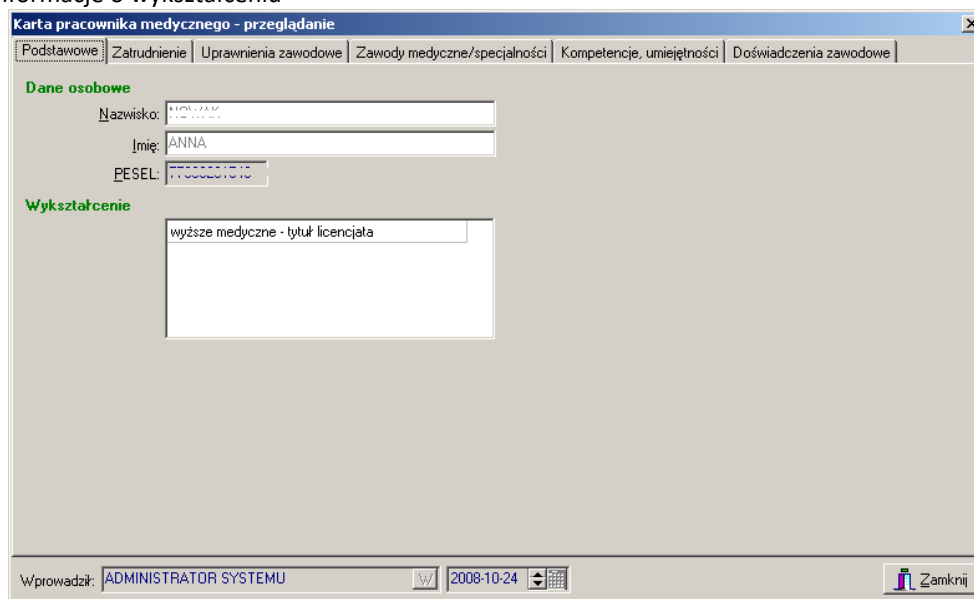 Karta pracownika medycznego - przeglądanie
Podstawowe Zatrudnienie Uprawnienia zawodowe Zawody medyczne/specjalności Kompetencje, umiejętności Doświadczenia zawodowe
Dane osobowe
Nazwisko:
Imię: ANNA
PESEL:
Wykształcenie
wyższe medyczne - tytuł licencjata
Wprowadził: ADMINISTRATOR SYSTEMU W 2008-10-24 Zamknij